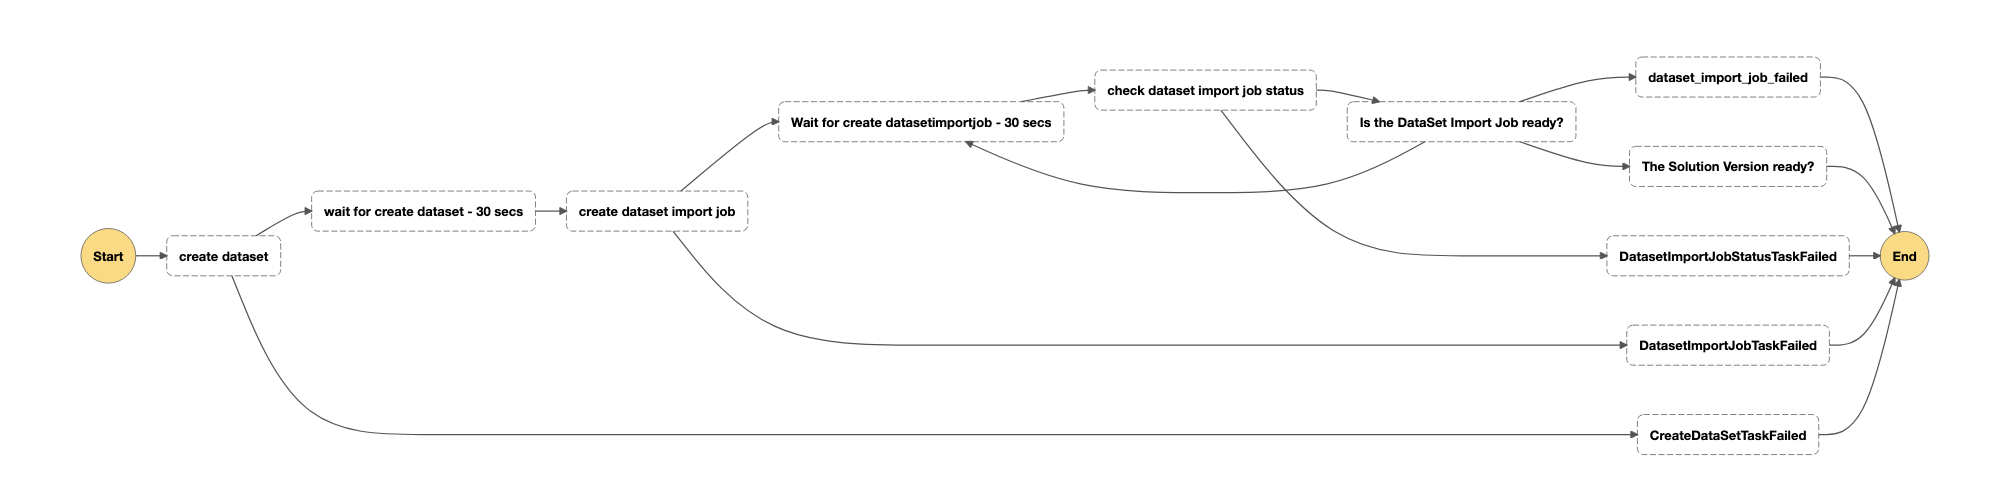 Start
create dataset
wait for create dataset - 30 secs
create dataset import job
Wait for create datasetimportjob - 30 secs
check dataset import job status
Is the DataSet Import Job ready?
dataset_import_job_failed
The Solution Version ready?
DatasetImportJobStatusTaskFailed
DatasetImportJobTaskFailed
CreateDataSetTaskFailed
End